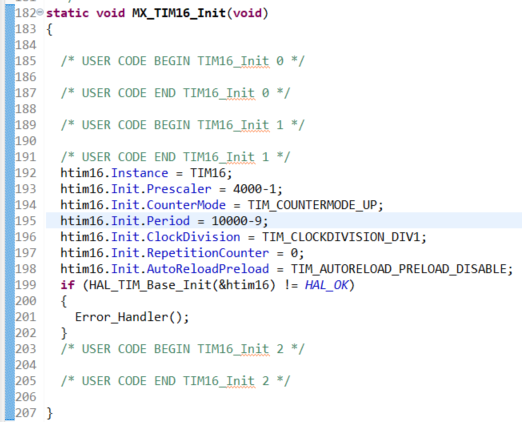 182 static void MX_TIM16_Init(void)
183 {
184
185 /* USER CODE BEGIN TIM16_Init 0 */
186
187 /* USER CODE END TIM16_Init 0 */
188
189 /* USER CODE BEGIN TIM16_Init 1 */
190
191 /* USER CODE END TIM16_Init 1 */
192 htim16.Instance = TIM16;
193 htim16.Init.Prescaler = 4000-1;
194 htim16.Init.CounterMode = TIM_COUNTERMODE_UP;
195 htim16.Init.Period = 10000-9;
196 htim16.Init.ClockDivision = TIM_CLOCKDIVISION_DIV1;
197 htim16.Init.RepetitionCounter = 0;
198 htim16.Init.AutoReloadPreload = TIM_AUTORELOAD_PRELOAD_DISABLE;
199 if (HAL_TIM_Base_Init(&htim16) != HAL_OK)
200 {
201 Error_Handler();
202 }
203 /* USER CODE BEGIN TIM16_Init 2 */
204
205 /* USER CODE END TIM16_Init 2 */
206
207 }